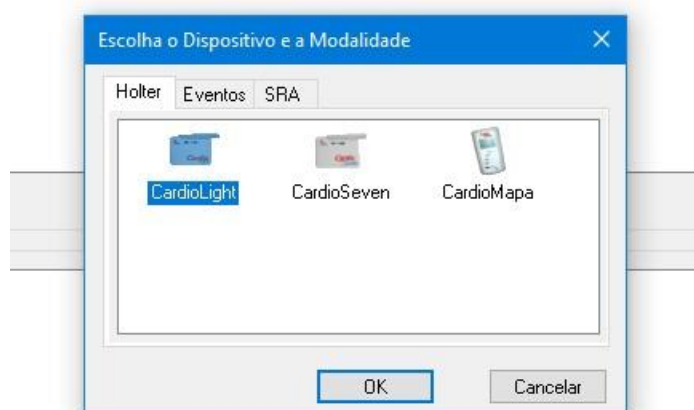 Escolha o Dispositivo e a Modalidade
Holter Eventos SRA
CardioLight CardioSeven CardioMapa
OK Cancelar